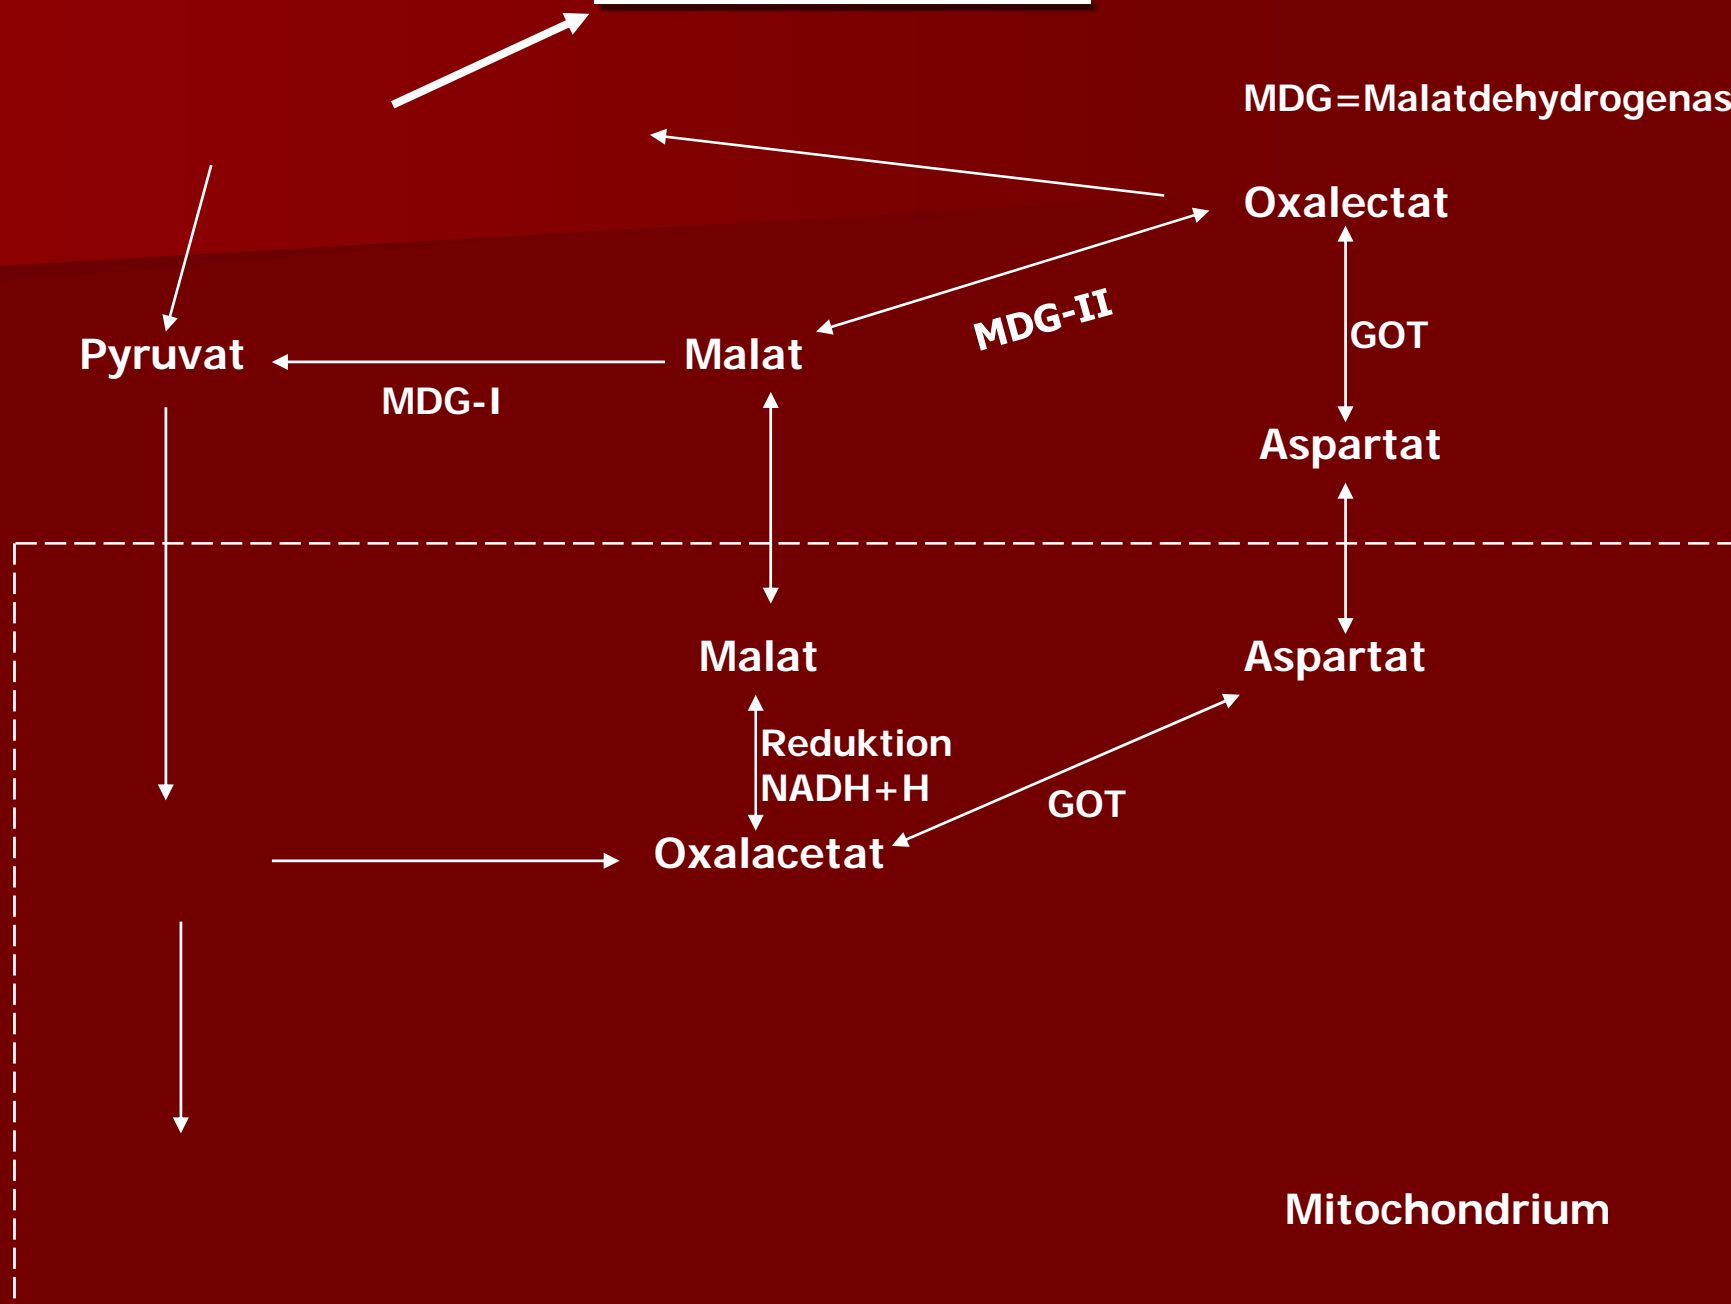 MDG=Malatdehydrogenas
Oxalectat
MDG-II
GOT
Pyruvat
Malat
MDG-I
Aspartat
Malat
Aspartat
Reduktion
NADH+H
GOT
Oxalacetat
Mitochondrium